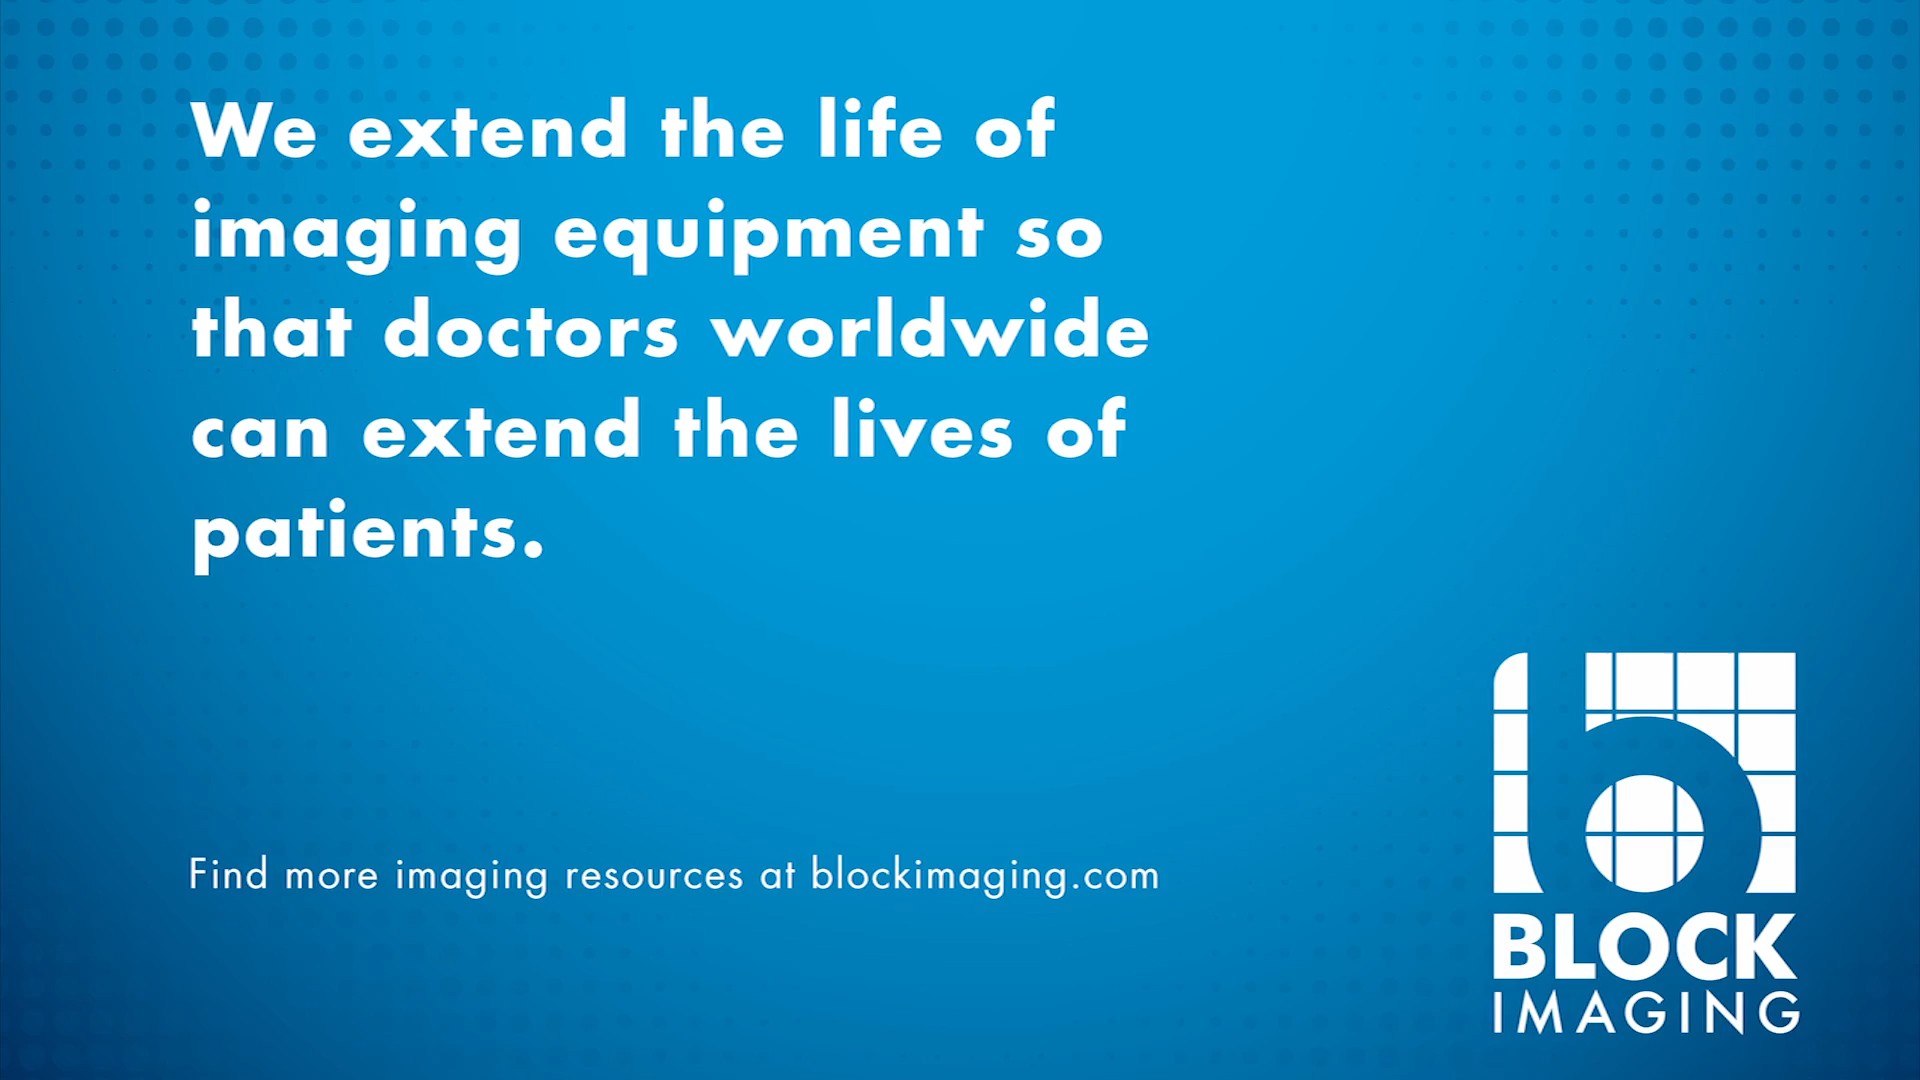 We extend the life of
imaging equipment so
that doctors worldwide
can extend the lives of
patients.
Find more imaging resources at blockimaging.com
b
BLOCK
IMAGING